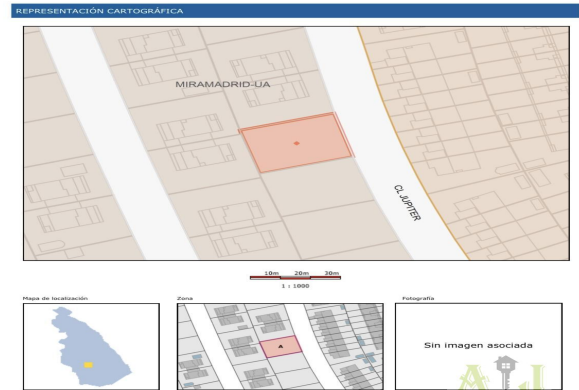 REPRESENTACIÓN CARTOGRÁFICA
MIRAMADRID-UA
CL JUPITER
10m 20m 30m
1 : 1000
Mapa de localización
Zona
Fotografía
Sin imagen asociada
A J